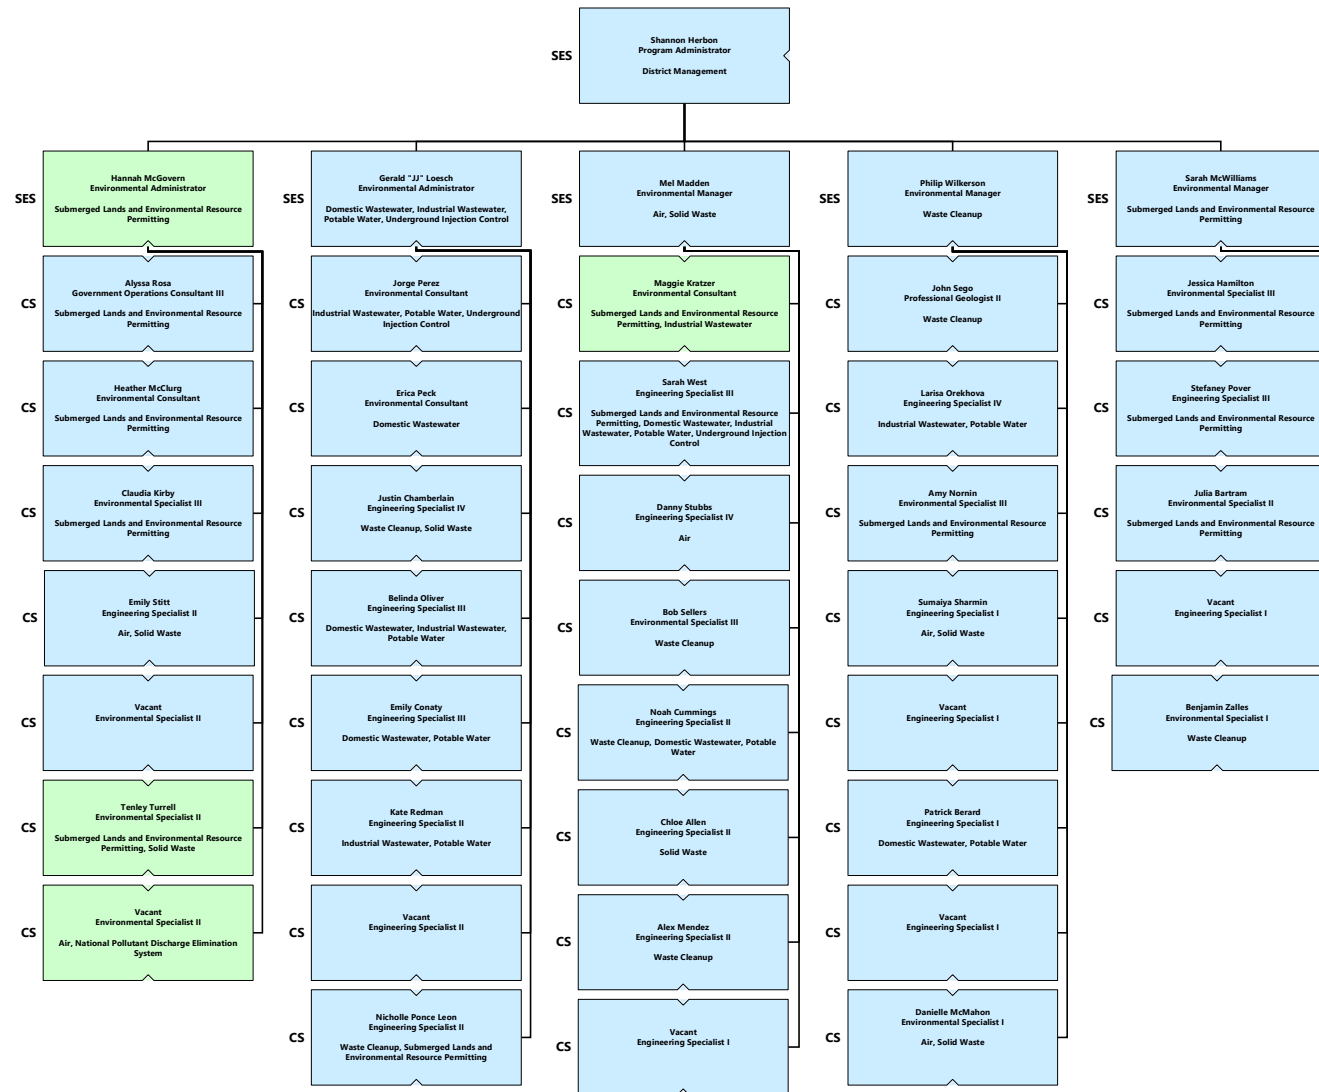 SES
Shannon Herbon
Program Administrator
District Management
SES
Hannah McGovern
Environmental Administrator
Submerged Lands and Environmental Resource
Permitting
CS
Alyssa Rosa
Government Operations Consultant III
Submerged Lands and Environmental Resource
Permitting
CS
Heather McClurg
Environmental Consultant
Submerged Lands and Environmental Resource
Permitting
CS
Claudia Kirby
Environmental Specialist III
Submerged Lands and Environmental Resource
Permitting
CS
Emily Stitt
Engineering Specialist II
Air, Solid Waste
CS
Vacant
Environmental Specialist II
CS
Tenley Turrell
Environmental Specialist II
Submerged Lands and Environmental Resource
Permitting, Solid Waste
CS
Vacant
Environmental Specialist II
Air, National Pollutant Discharge Elimination
System
SES
Gerald "JJ" Loesch
Environmental Administrator
Domestic Wastewater, Industrial Wastewater,
Potable Water, Underground Injection Control
CS
Jorge Perez
Environmental Consultant
Industrial Wastewater, Potable Water, Underground
Injection Control
CS
Erica Peck
Environmental Consultant
Domestic Wastewater
CS
Justin Chamberlain
Engineering Specialist IV
Waste Cleanup, Solid Waste
CS
Belinda Oliver
Engineering Specialist III
Domestic Wastewater, Industrial Wastewater,
Potable Water
CS
Emily Conaty
Engineering Specialist III
Domestic Wastewater, Potable Water
CS
Kate Redman
Engineering Specialist II
Industrial Wastewater, Potable Water
CS
Vacant
Engineering Specialist II
CS
Nicholle Ponce Leon
Engineering Specialist II
Waste Cleanup, Submerged Lands and
Environmental Resource Permitting
SES
Mel Madden
Environmental Manager
Air, Solid Waste
CS
Maggie Kratzer
Environmental Consultant
Submerged Lands and Environmental Resource
Permitting, Industrial Wastewater
CS
Sarah West
Engineering Specialist III
Submerged Lands and Environmental Resource
Permitting, Domestic Wastewater, Industrial
Wastewater, Potable Water, Underground Injection
Control
CS
Danny Stubbs
Engineering Specialist IV
Air
CS
Bob Sellers
Environmental Specialist III
Waste Cleanup
CS
Noah Cummings
Engineering Specialist II
Waste Cleanup, Domestic Wastewater, Potable
Water
CS
Chloe Allen
Engineering Specialist II
Solid Waste
CS
Alex Mendez
Engineering Specialist II
Waste Cleanup
CS
Vacant
Engineering Specialist I
SES
Philip Wilkerson
Environmental Manager
Waste Cleanup
CS
John Sego
Professional Geologist II
Waste Cleanup
CS
Larisa Orekhova
Engineering Specialist IV
Industrial Wastewater, Potable Water
CS
Amy Nornin
Environmental Specialist III
Submerged Lands and Environmental Resource
Permitting
CS
Sumaiya Sharmin
Engineering Specialist I
Air, Solid Waste
CS
Vacant
Engineering Specialist I
CS
Patrick Berard
Engineering Specialist I
Domestic Wastewater, Potable Water
CS
Vacant
Engineering Specialist I
CS
Danielle McMahon
Environmental Specialist I
Air, Solid Waste
SES
Sarah McWilliams
Environmental Manager
Submerged Lands and Environmental Resource
Permitting
CS
Jessica Hamilton
Environmental Specialist III
Submerged Lands and Environmental Resource
Permitting
CS
Stefaney Pover
Engineering Specialist III
Submerged Lands and Environmental Resource
Permitting
CS
Julia Bartram
Environmental Specialist II
Submerged Lands and Environmental Resource
Permitting
CS
Vacant
Engineering Specialist I
CS
Benjamin Zalles
Environmental Specialist I
Waste Cleanup